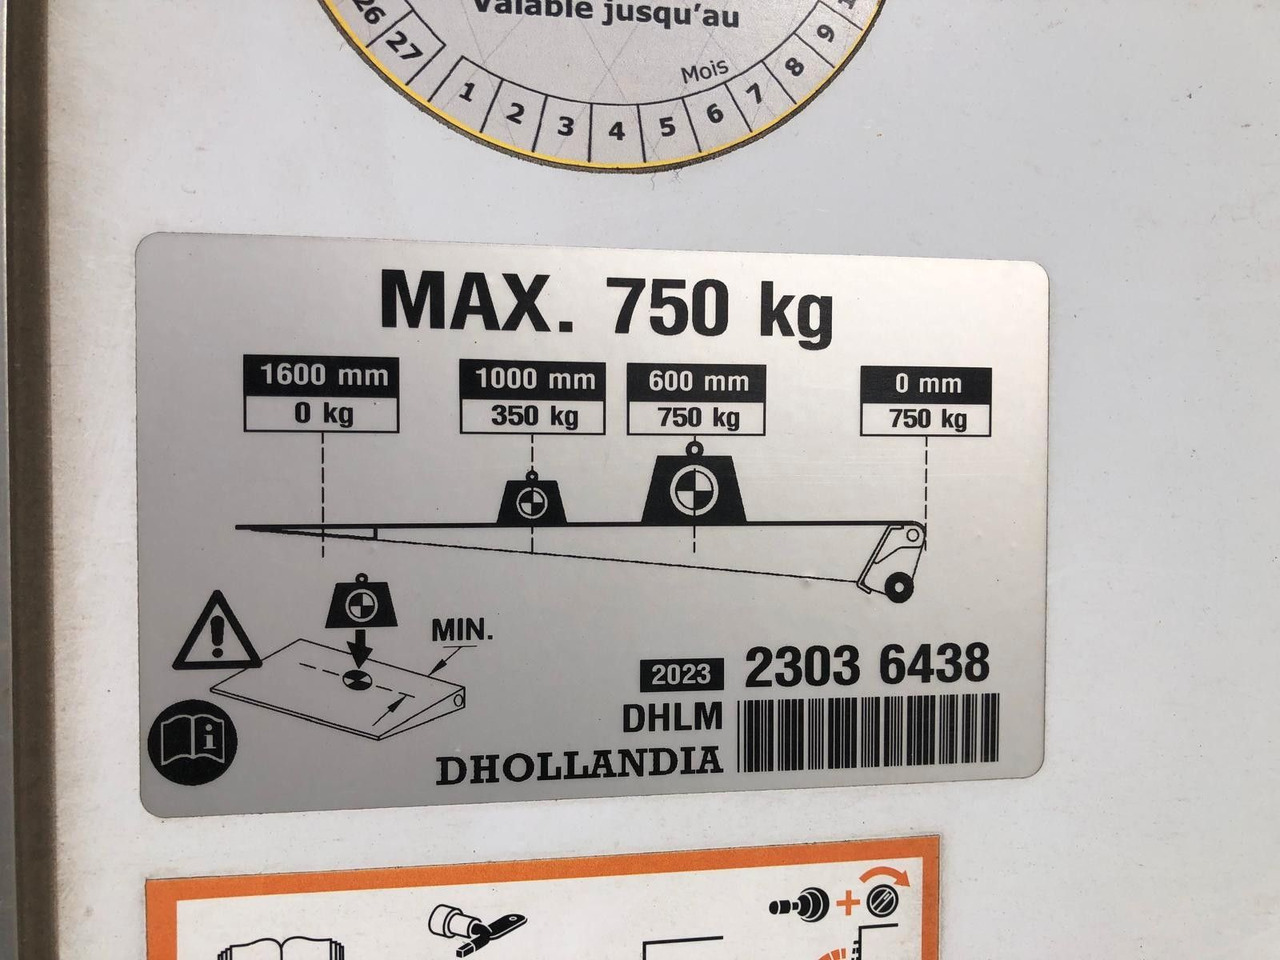 Valable jusqu'au
Mois
26 27 1 2 3 4 5 6 7 8 9
MAX. 750 kg
1600 mm 1000 mm 600 mm 0 mm
0 kg 350 kg 750 kg 750 kg
MIN.
2023 2303 6438
DHLM
DHOLLANDIA